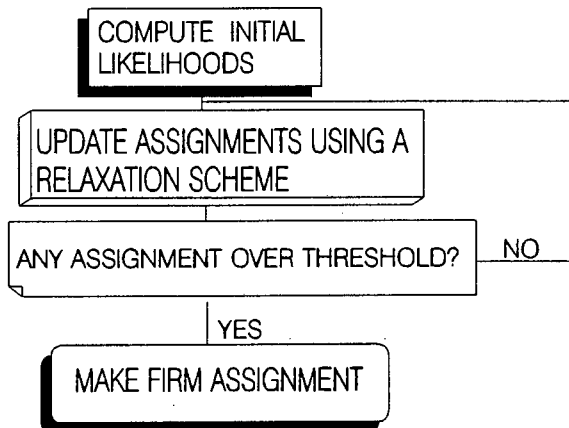 COMPUTE INITIAL
LIKELIHOODS
UPDATE ASSIGNMENTS USING A
RELAXATION SCHEME
ANY ASSIGNMENT OVER THRESHOLD?
NO
YES
MAKE FIRM ASSIGNMENT